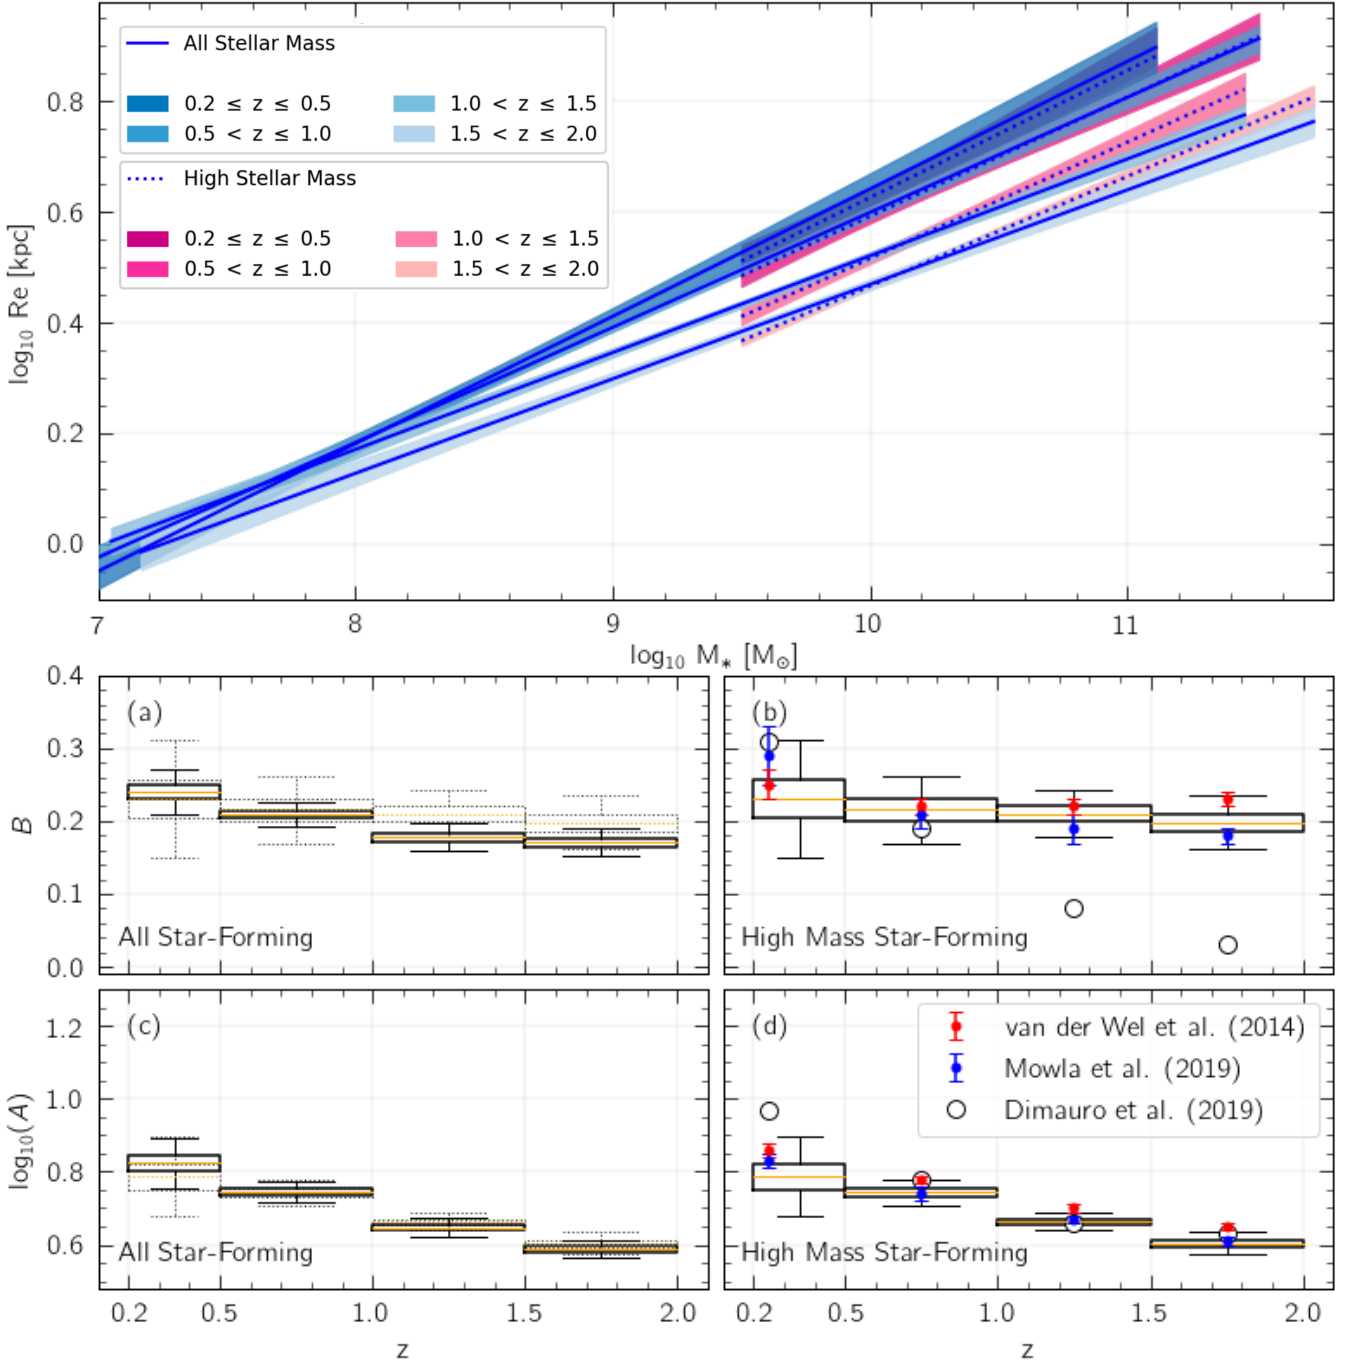 All Stellar Mass
0.2 ≤ z ≤ 0.5 1.0 < z ≤ 1.5
0.5 < z ≤ 1.0 1.5 < z ≤ 2.0
High Stellar Mass
0.2 ≤ z ≤ 0.5 1.0 < z ≤ 1.5
0.5 < z ≤ 1.0 1.5 < z ≤ 2.0
log₁₀ Re [kpc]
0.8
0.6
0.4
0.2
0.0
7 8 9 10 11
log₁₀ M∗ [M⊙]
B
0.4
0.3
0.2
0.1
0.0
(a)
All Star-Forming
(b)
High Mass Star-Forming
log₁₀(A)
1.2
1.0
0.8
0.6
(c)
All Star-Forming
0.2 0.5 1.0 1.5 2.0
z
(d)
van der Wel et al. (2014)
Mowla et al. (2019)
Dimauro et al. (2019)
High Mass Star-Forming
0.2 0.5 1.0 1.5 2.0
z